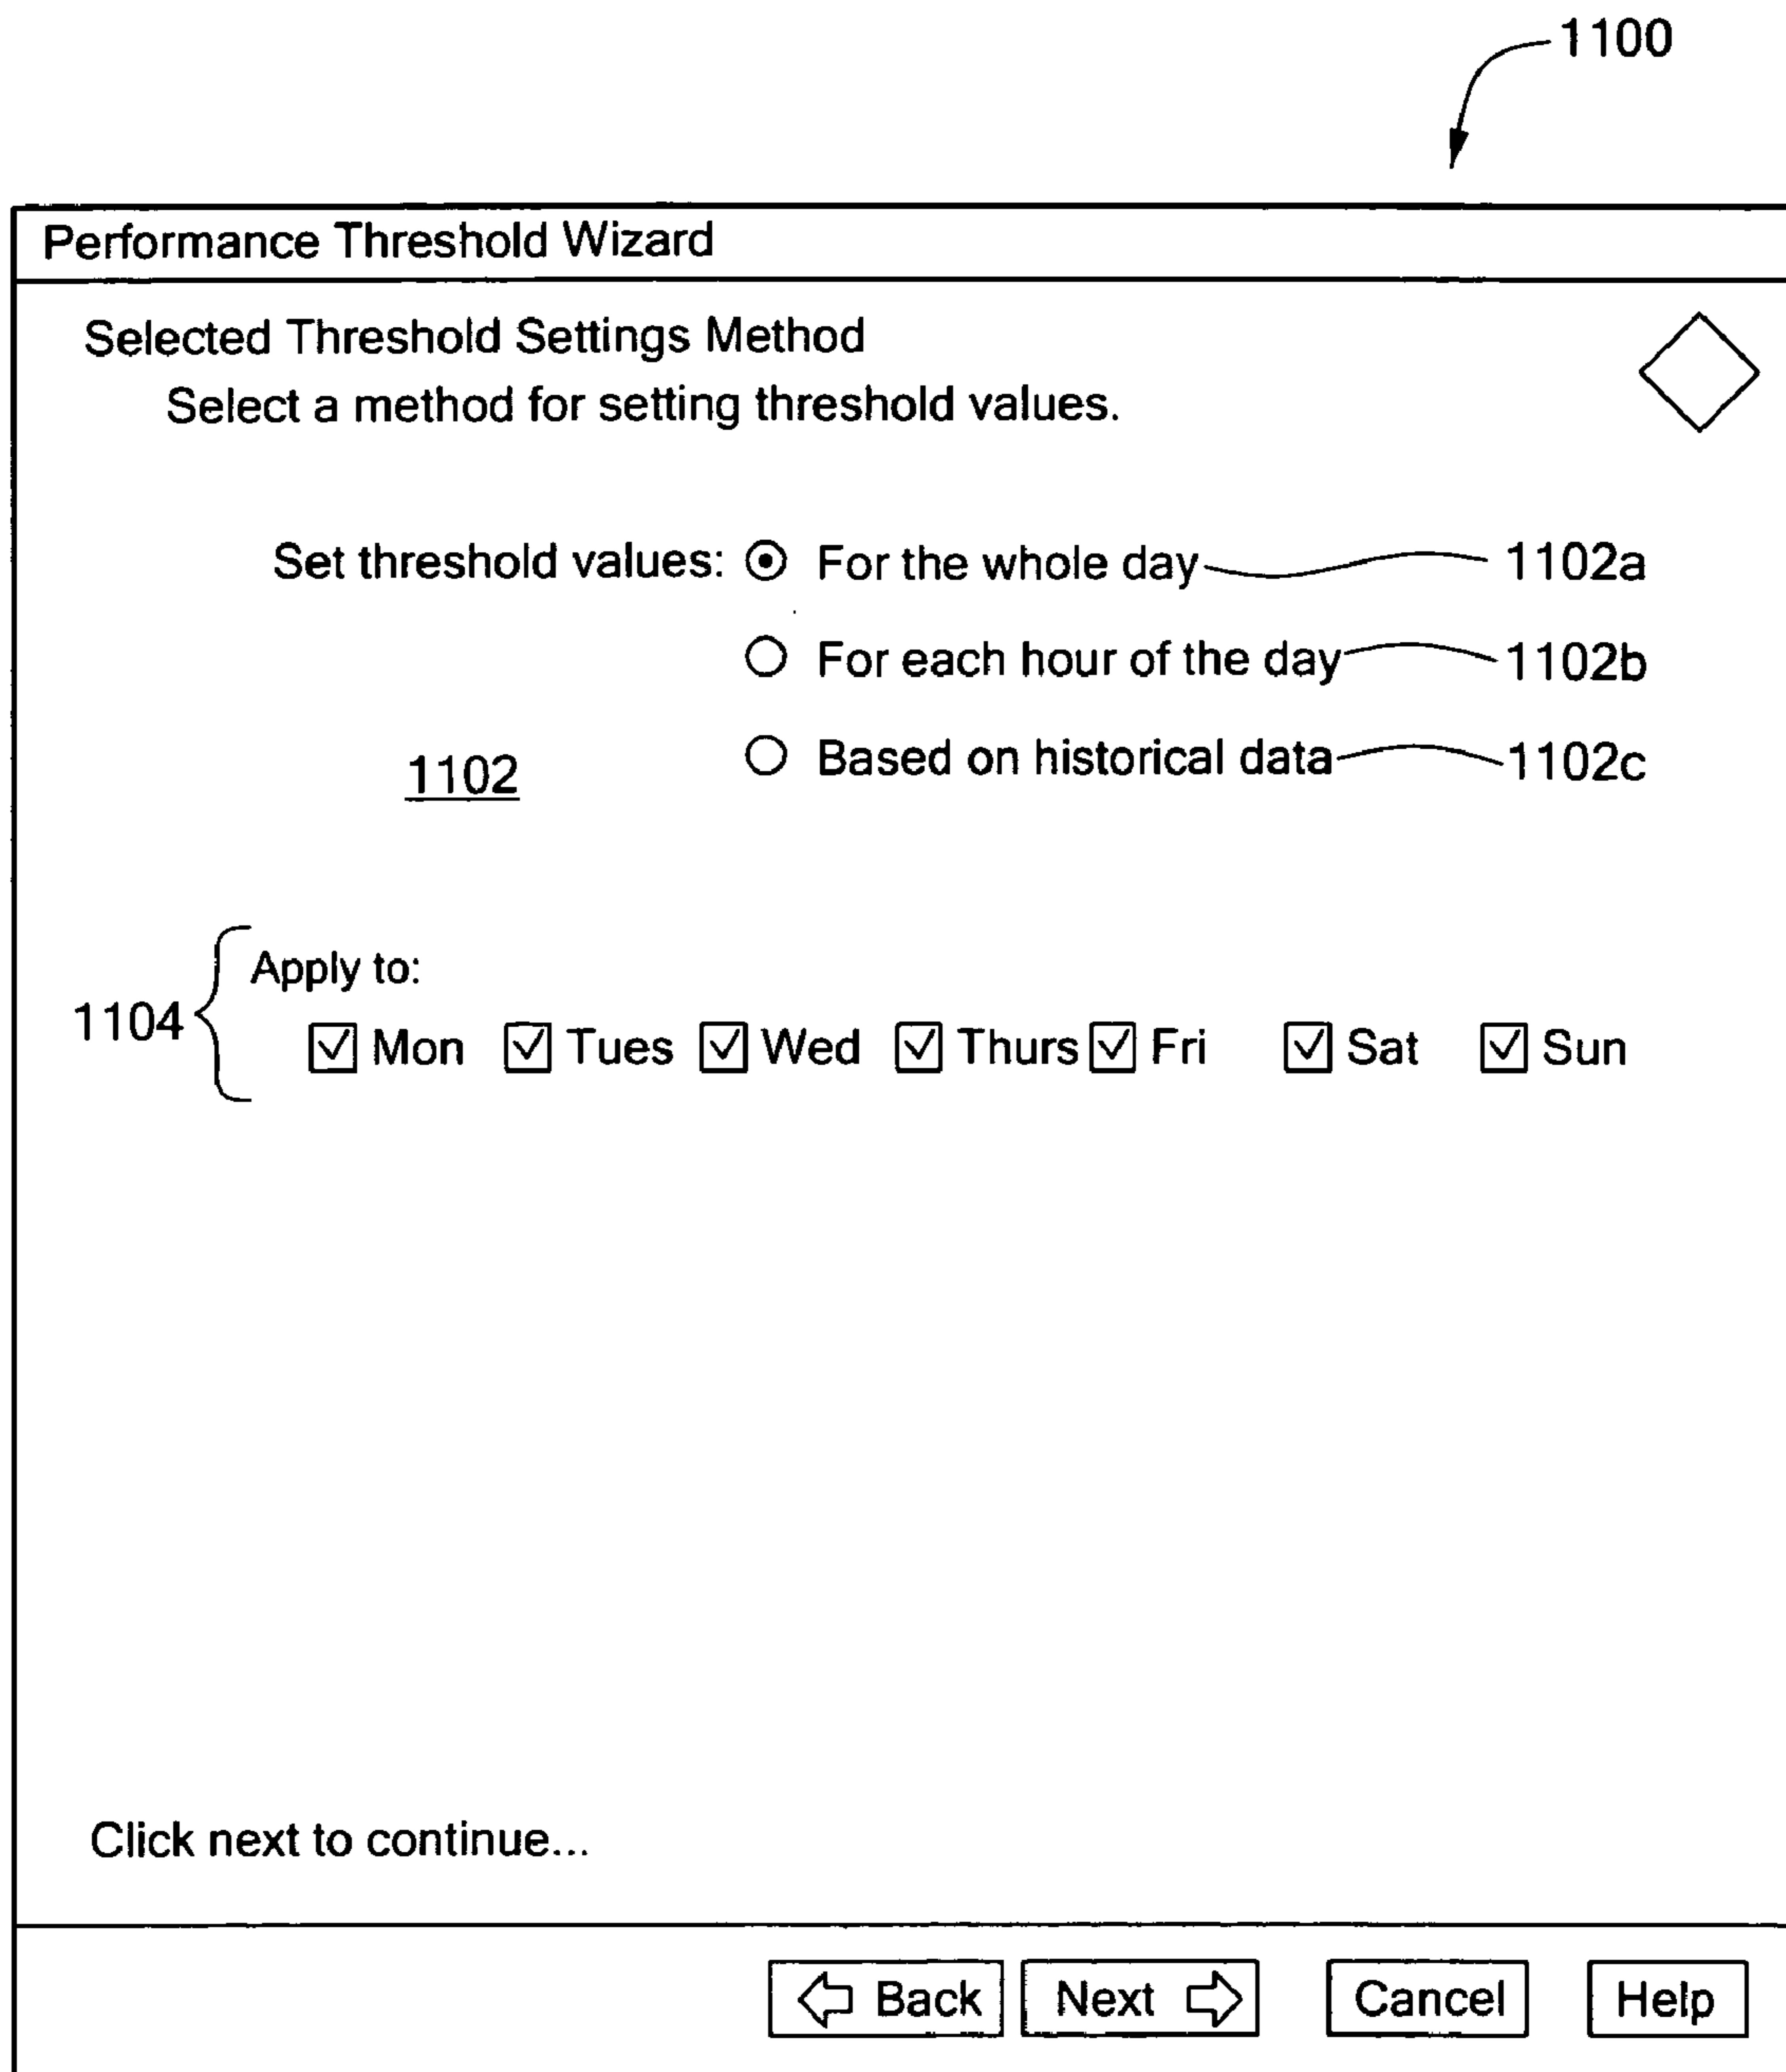 1100
Performance Threshold Wizard
Selected Threshold Settings Method
Select a method for setting threshold values.
Set threshold values: For the whole day 1102a
For each hour of the day 1102b
Based on historical data 1102c
1102
Apply to:
1104
Mon Tues Wed Thurs Fri Sat Sun
Click next to continue...
Back Next Cancel Help